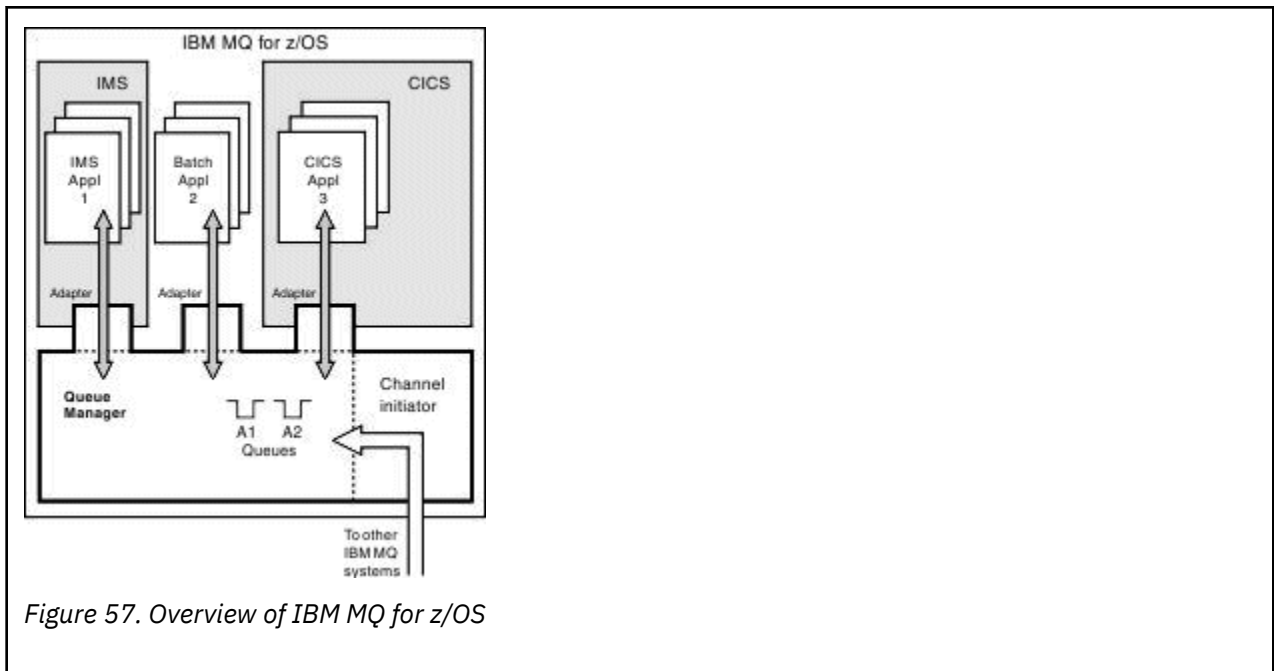 IBM MQ for z/OS
IMS
CICS
IMS
Appl
1
Batch
Appl
2
CICS
Appl
3
Adapter
Adapter
Adapter
Queue
Manager
Channel
initiator
A1
A2
Queues
To other
IBM MQ
systems
Figure 57. Overview of IBM MQ for z/OS